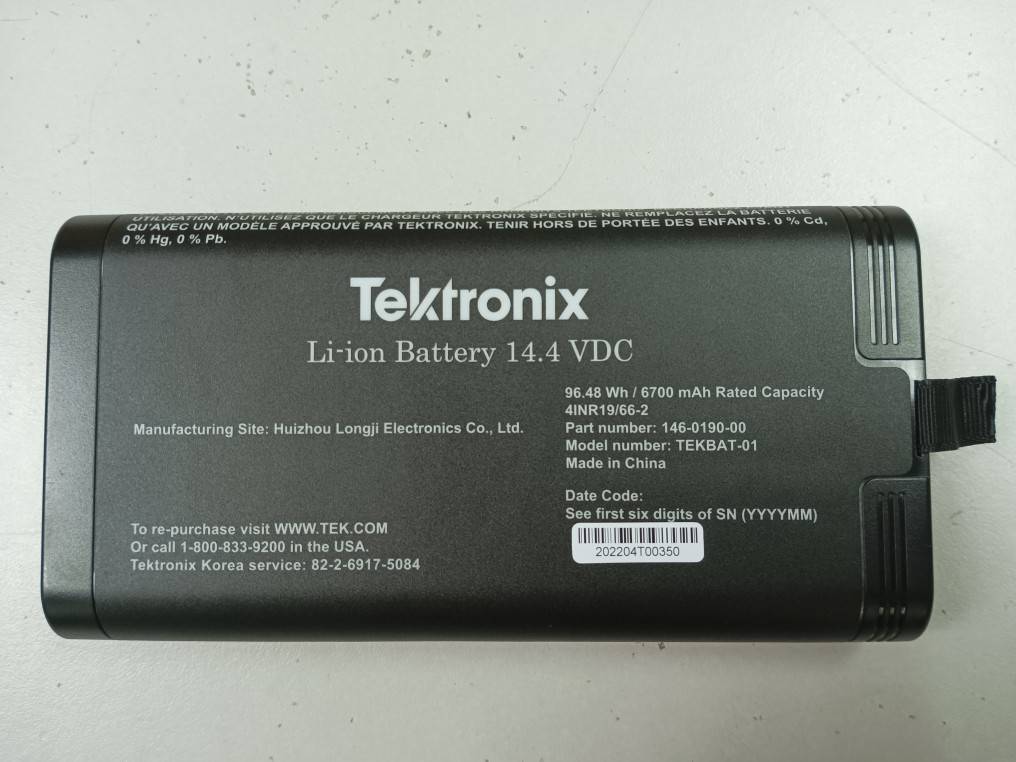 UTILISATION. N'UTILISEZ QUE LE CHARGEUR TEKTRONIX SPÉCIFIÉ. NE REMPLACEZ LA BATTERIE
QU'AVEC UN MODÈLE APPROUVÉ PAR TEKTRONIX. TENIR HORS DE PORTÉE DES ENFANTS. 0 % Cd,
0 % Hg, 0 % Pb.
Tektronix
Li-ion Battery 14.4 VDC
96.48 Wh / 6700 mAh Rated Capacity
4INR19/66-2
Part number: 146-0190-00
Model number: TEKBAT-01
Made in China
Manufacturing Site: Huizhou Longji Electronics Co., Ltd.
Date Code:
See first six digits of SN (YYYYMM)
202204T00350
To re-purchase visit WWW.TEK.COM
Or call 1-800-833-9200 in the USA.
Tektronix Korea service: 82-2-6917-5084